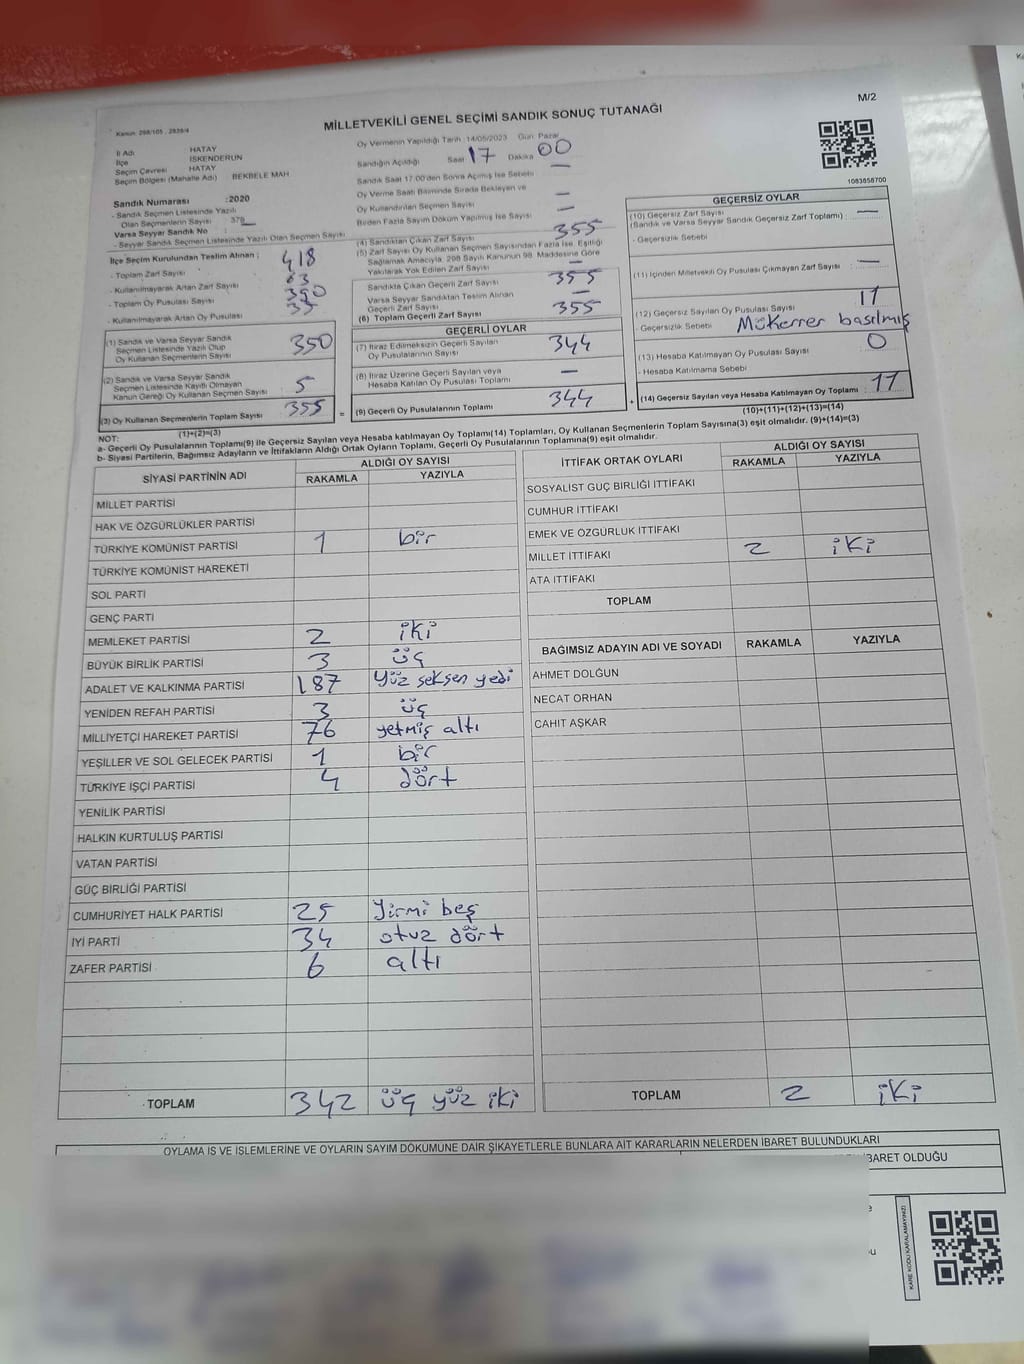 M/2
Kanun: 298/105 , 2839/4
MİLLETVEKİLİ GENEL SEÇİMİ SANDIK SONUÇ TUTANAĞI
İl Adı : HATAY
İlçe : İSKENDERUN
Seçim Çevresi : HATAY
Seçim Bölgesi (Mahalle Adı) : BEKBELE MAH
Sandık Numarası :2020
- Sandık Seçmen Listesinde Yazılı
Olan Seçmenlerin Sayısı : 379
Varsa Seyyar Sandık No :
- Seyyar Sandık Seçmen Listesinde Yazılı Olan Seçmen Sayısı
İlçe Seçim Kurulundan Teslim Alınan ;
- Toplam Zarf Sayısı 418
- Kullanılmayarak Artan Zarf Sayısı 63
- Toplam Oy Pusulası Sayısı 390
- Kullanılmayarak Artan Oy Pusulası 35
(1) Sandık ve Varsa Seyyar Sandık
Seçmen Listesinde Yazılı Olup
Oy Kullanan Seçmenlerin Sayısı 350
(2) Sandık ve Varsa Seyyar Sandık
Seçmen Listesinde Kayıtlı Olmayan
Kanun Gereği Oy Kullanan Seçmen Sayısı 5
(3) Oy Kullanan Seçmenlerin Toplam Sayısı 355
(1)+(2)=(3)
Oy Vermenin Yapıldığı Tarih :14/05/2023 Gün: Pazar
Sandığın Açıldığı Saat 17 Dakika 00
Sandık Saat 17:00'den Sonra Açılmış İse Sebebi —
Oy Verme Saati Bitiminde Sırada Bekleyen ve
Oy Kullandırılan Seçmen Sayısı —
Birden Fazla Sayım Döküm Yapılmış İse Sayısı —
(4) Sandıktan Çıkan Zarf Sayısı 355
(5) Zarf Sayısı Oy Kullanan Seçmen Sayısından Fazla İse, Eşitliği
Sağlamak Amacıyla, 298 Sayılı Kanunun 98. Maddesine Göre
Yakılarak Yok Edilen Zarf Sayısı —
Sandıkta Çıkan Geçerli Zarf Sayısı 355
Varsa Seyyar Sandıktan Teslim Alınan
Geçerli Zarf Sayısı —
(6) Toplam Geçerli Zarf Sayısı 355
GEÇERLİ OYLAR
(7) İtiraz Edilmeksizin Geçerli Sayılan
Oy Pusulalarının Sayısı 344
(8) İtiraz Üzerine Geçerli Sayılan veya
Hesaba Katılan Oy Pusulası Toplamı —
= (9) Geçerli Oy Pusulalarının Toplamı 344 +
1083858700
GEÇERSİZ OYLAR
(10) Geçersiz Zarf Sayısı
(Sandık ve Varsa Seyyar Sandık Geçersiz Zarf Toplamı) : —
- Geçersizlik Sebebi
(11) İçinden Milletvekili Oy Pusulası Çıkmayan Zarf Sayısı : —
(12) Geçersiz Sayılan Oy Pusulası Sayısı : 11
- Geçersizlik Sebebi Mükerrer basılmış
(13) Hesaba Katılmayan Oy Pusulası Sayısı : 0
- Hesaba Katılmama Sebebi
(14) Geçersiz Sayılan veya Hesaba Katılmayan Oy Toplamı : 11
(10)+(11)+(12)+(13)=(14)
NOT:
a- Geçerli Oy Pusulalarının Toplamı(9) ile Geçersiz Sayılan veya Hesaba katılmayan Oy Toplamı(14) Toplamları, Oy Kullanan Seçmenlerin Toplam Sayısına(3) eşit olmalıdır. (9)+(14)=(3)
b- Siyasi Partilerin, Bağımsız Adayların ve İttifakların Aldığı Ortak Oyların Toplamı, Geçerli Oy Pusulalarının Toplamına(9) eşit olmalıdır.
SİYASİ PARTİNİN ADI ALDIĞI OY SAYISI
RAKAMLA YAZIYLA
MİLLET PARTİSİ
HAK VE ÖZGÜRLÜKLER PARTİSİ
TÜRKİYE KOMÜNİST PARTİSİ 1 bir
TÜRKİYE KOMÜNİST HAREKETİ
SOL PARTİ
GENÇ PARTİ
MEMLEKET PARTİSİ 2 iki
BÜYÜK BİRLİK PARTİSİ 3 üç
ADALET VE KALKINMA PARTİSİ 187 yüz seksen yedi
YENİDEN REFAH PARTİSİ 3 üç
MİLLİYETÇİ HAREKET PARTİSİ 76 yetmiş altı
YEŞİLLER VE SOL GELECEK PARTİSİ 1 bir
TÜRKİYE İŞÇİ PARTİSİ 4 dört
YENİLİK PARTİSİ
HALKIN KURTULUŞ PARTİSİ
VATAN PARTİSİ
GÜÇ BİRLİĞİ PARTİSİ
CUMHURİYET HALK PARTİSİ 25 Yirmi beş
İYİ PARTİ 34 otuz dört
ZAFER PARTİSİ 6 altı
TOPLAM 342 üç yüz iki
İTTİFAK ORTAK OYLARI ALDIĞI OY SAYISI
RAKAMLA YAZIYLA
SOSYALİST GÜÇ BİRLİĞİ İTTİFAKI
CUMHUR İTTİFAKI
EMEK VE ÖZGÜRLÜK İTTİFAKI
MİLLET İTTİFAKI 2 iki
ATA İTTİFAKI
TOPLAM
BAĞIMSIZ ADAYIN ADI VE SOYADI RAKAMLA YAZIYLA
AHMET DOLĞUN
NECAT ORHAN
CAHİT AŞKAR
TOPLAM 2 iki
OYLAMA İŞ VE İŞLEMLERİNE VE OYLARIN SAYIM DÖKÜMÜNE DAİR ŞİKAYETLERLE BUNLARA AİT KARARLARIN NELERDEN İBARET BULUNDUKLARI
İBARET OLDUĞU
KARE KODU KARALAMAYINIZ!